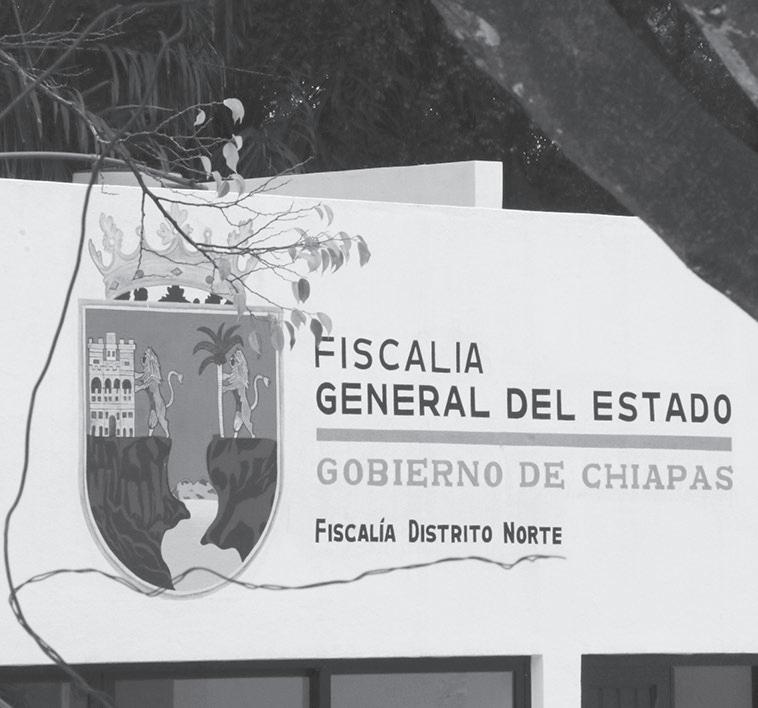 FISCALIA
GENERAL DEL ESTADO
GOBIERNO DE CHIAPAS
FISCALÍA DISTRITO NORTE